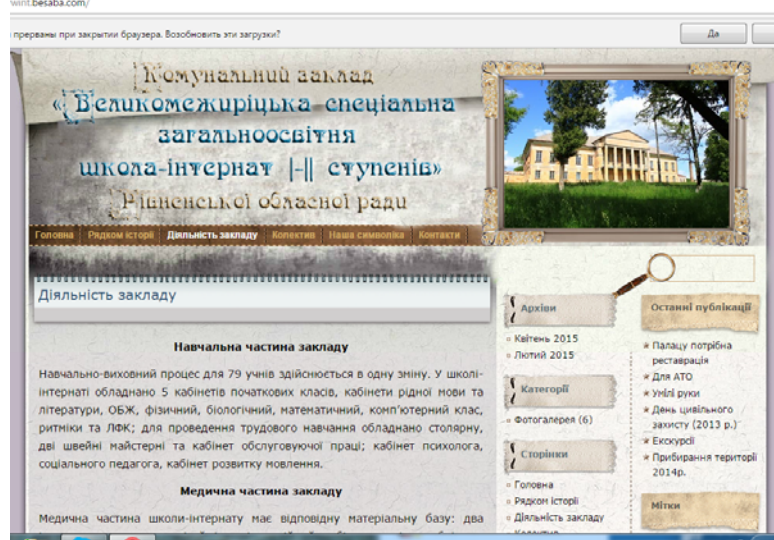 wint.besaba.com/
прерваны при закрытии браузера. Возобновить эти загрузки?
Да
Комунальний заклад
«Великомежиріцька спеціальна
загальноосвітня
школа-інтернат I-II ступенів»
Рівненської обласної ради
Головна Рядком історії Діяльність закладу Колектив Наша символіка Контакти
Діяльність закладу
Навчальна частина закладу
Навчально-виховний процес для 79 учнів здійснюється в одну зміну. У школі-
інтернаті обладнано 5 кабінетів початкових класів, кабінети рідної мови та
літератури, ОБЖ, фізичний, біологічний, математичний, комп'ютерний клас,
ритміки та ЛФК; для проведення трудового навчання обладнано столярну,
дві швейні майстерні та кабінет обслуговуючої праці; кабінет психолога,
соціального педагога, кабінет розвитку мовлення.
Медична частина закладу
Медична частина школи-інтернату має відповідну матеріальну базу: два
Архіви
Квітень 2015
Лютий 2015
Категорії
Фотогалерея (6)
Сторінки
Головна
Рядком історії
Діяльність закладу
Колектив
Останні публікації
Палацу потрібна
реставрація
Для АТО
Умілі руки
День цивільного
захисту (2013 р.)
Екскурсії
Прибирання території
2014р.
Мітки